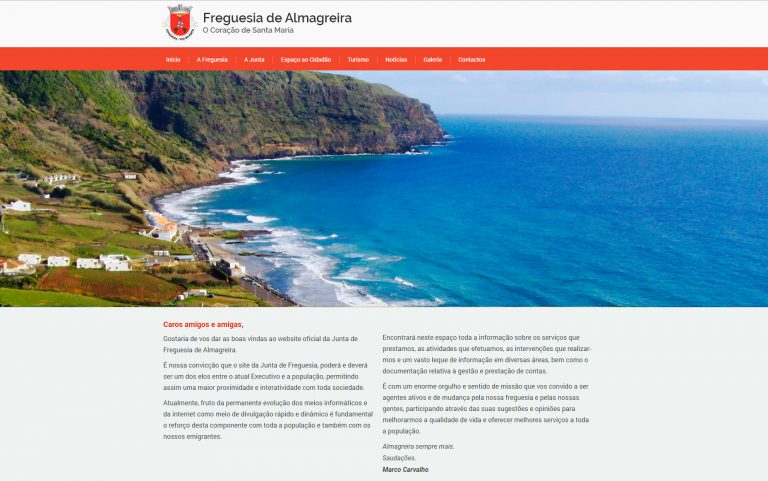 Freguesia de Almagreira
O Coração de Santa Maria
Início
A Freguesia
A Junta
Espaço ao Cidadão
Turismo
Notícias
Galeria
Contactos
Caros amigos e amigas,
Gostaria de vos dar as boas vindas ao website oficial da Junta de
Freguesia de Almagreira.
É nossa convicção que o site da Junta de Freguesia, poderá e deverá
ser um dos elos entre o atual Executivo e a população, permitindo
assim uma maior proximidade e interatividade com toda sociedade.
Atualmente, fruto da permanente evolução dos meios informáticos e
da internet como meio de divulgação rápido e dinâmico é fundamental
o reforço desta componente com toda a população e também com os
nossos emigrantes.
Encontrará neste espaço toda a informação sobre os serviços que
prestamos, as atividades que efetuamos, as intervenções que realizar-
mos e um vasto leque de informação em diversas áreas, bem como o
documentação relativa à gestão e prestação de contas.
É com um enorme orgulho e sentido de missão que vos convido a ser
agentes ativos e de mudança pela nossa freguesia e pelas nossas
gentes, participando através das suas sugestões e opiniões para
melhorarmos a qualidade de vida e oferecer melhores serviços a toda
a população.
Almagreira sempre mais.
Saudações.
Marco Carvalho